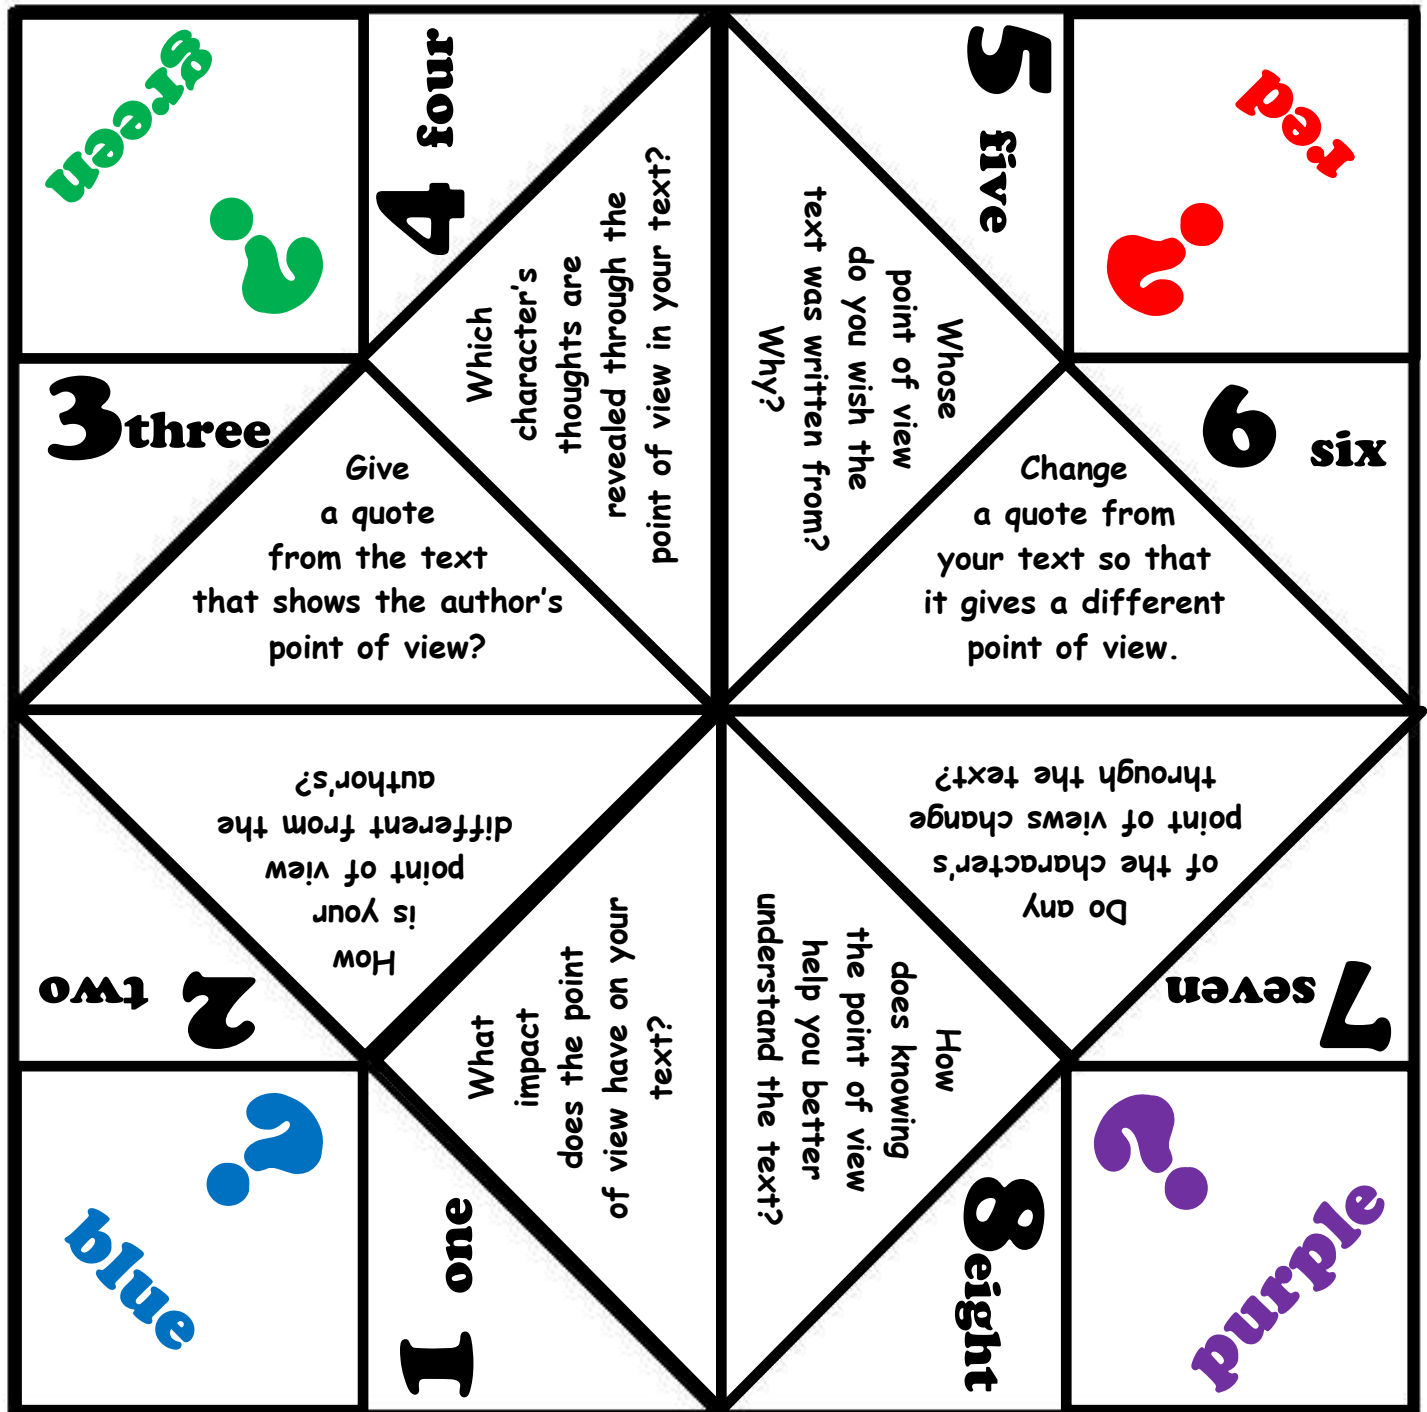 green
?
4 four
5 five
red
?
3 three
6 six
Which
character's
thoughts are
revealed through the
point of view in your text?
Whose
point of view
do you wish the
text was written from?
Why?
Give
a quote
from the text
that shows the author's
point of view?
Change
a quote from
your text so that
it gives a different
point of view.
How
is your
point of view
different from the
author's?
Do any
of the character's
point of views change
through the text?
What
impact
does the point
of view have on your
text?
How
does knowing
the point of view
help you better
understand the text?
2 two
7 seven
blue
?
1 one
8 eight
purple
?